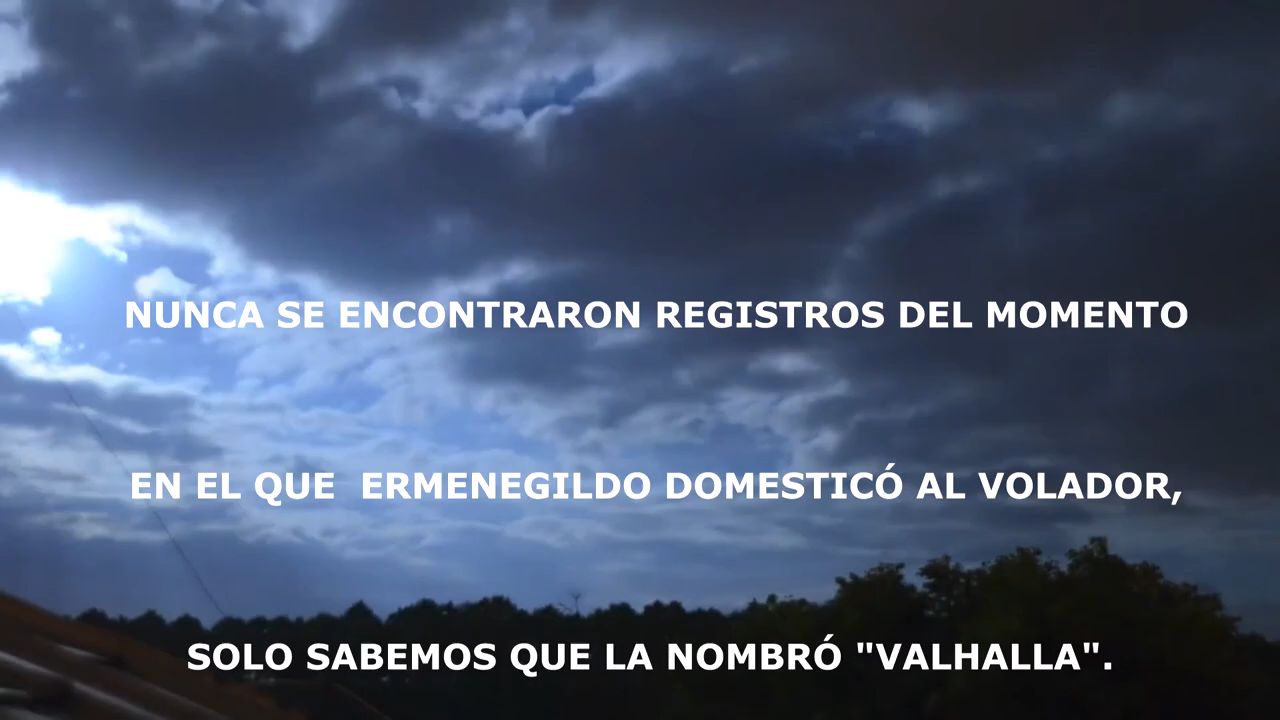 NUNCA SE ENCONTRARON REGISTROS DEL MOMENTO
EN EL QUE  ERMENEGILDO DOMESTICÓ AL VOLADOR,
SOLO SABEMOS QUE LA NOMBRÓ "VALHALLA".